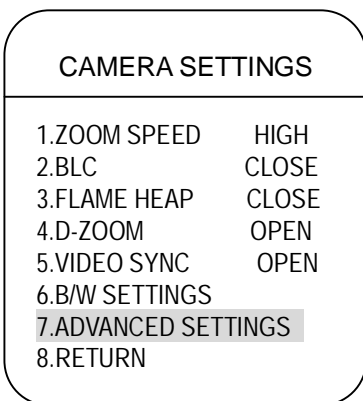 CAMERA SETTINGS
1.ZOOM SPEED HIGH
2.BLC CLOSE
3.FLAME HEAP CLOSE
4.D-ZOOM OPEN
5.VIDEO SYNC OPEN
6.B/W SETTINGS
7.ADVANCED SETTINGS
8.RETURN